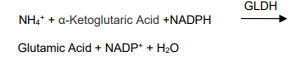 GLDH
NH₄⁺ + α-Ketoglutaric Acid +NADPH
Glutamic Acid + NADP⁺ + H₂O